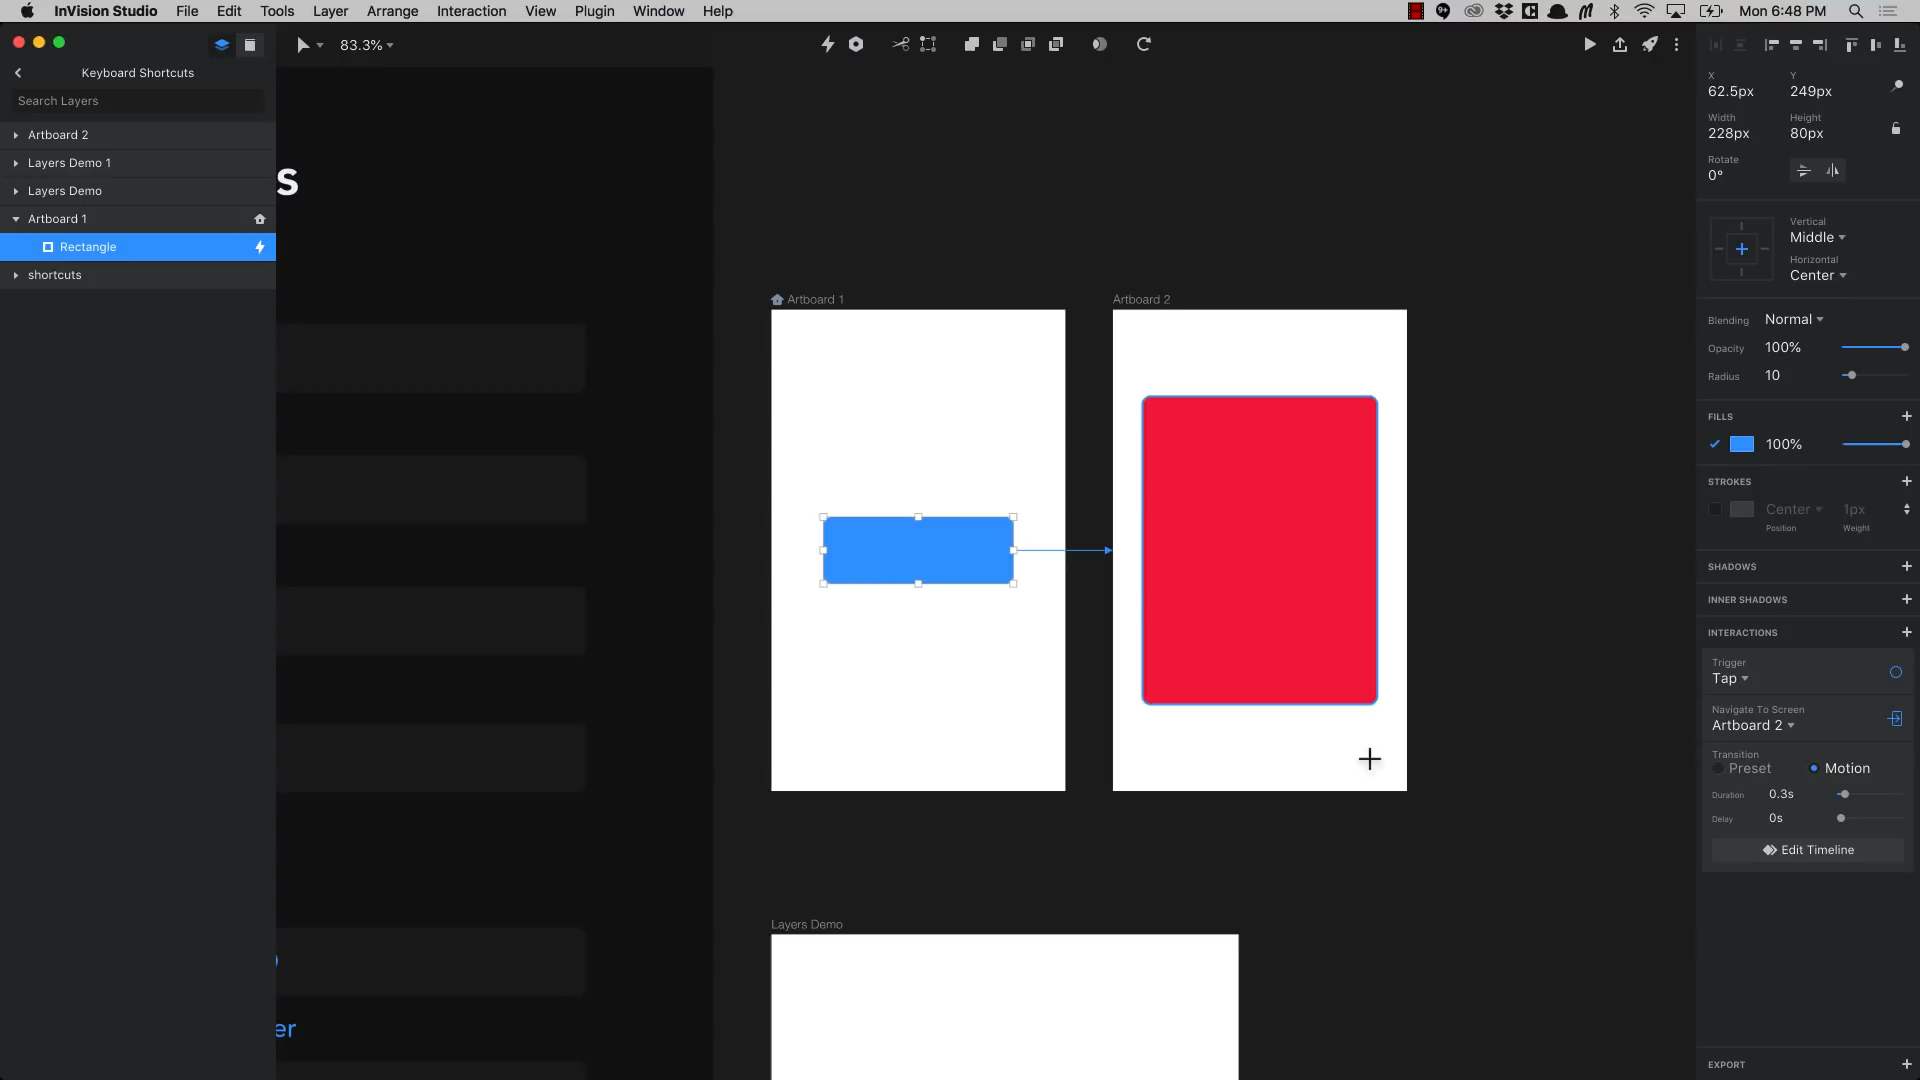 InVision Studio File Edit Tools Layer Arrange Interaction View Plugin Window Help Mon 6:48 PM
83.3%
Keyboard Shortcuts
Search Layers
Artboard 2
Layers Demo 1
Layers Demo
Artboard 1
Rectangle
shortcuts
s
er
Artboard 1
Artboard 2
Layers Demo
X Y
62.5px 249px
Width Height
228px 80px
Rotate
0°
Vertical
Middle
Horizontal
Center
Blending Normal
Opacity 100%
Radius 10
FILLS
100%
STROKES
Center 1px
Position Weight
SHADOWS
INNER SHADOWS
INTERACTIONS
Trigger
Tap
Navigate To Screen
Artboard 2
Transition
Preset Motion
Duration 0.3s
Delay 0s
Edit Timeline
EXPORT